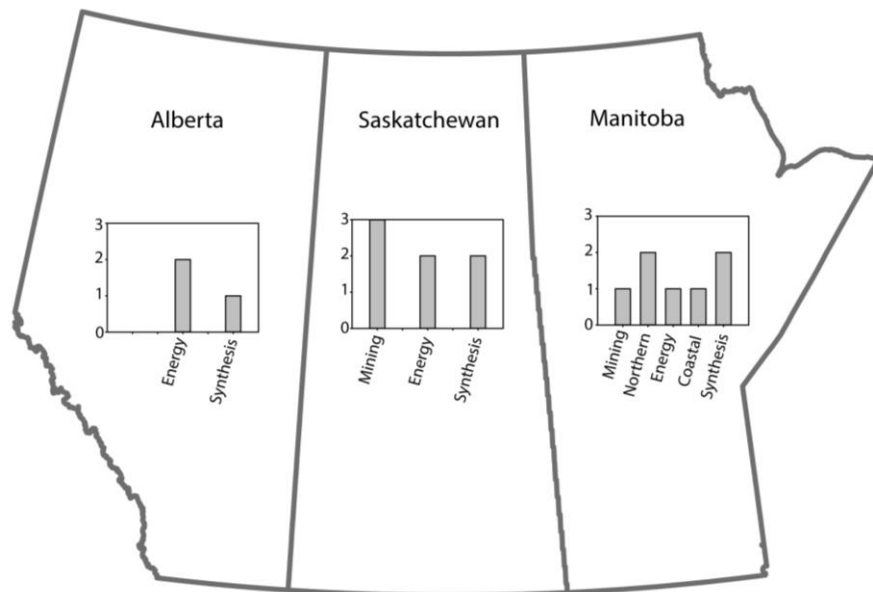 Alberta
3
2
1
0
Energy
Synthesis
Saskatchewan
3
2
1
0
Mining
Energy
Synthesis
Manitoba
3
2
1
0
Mining
Northern
Energy
Coastal
Synthesis